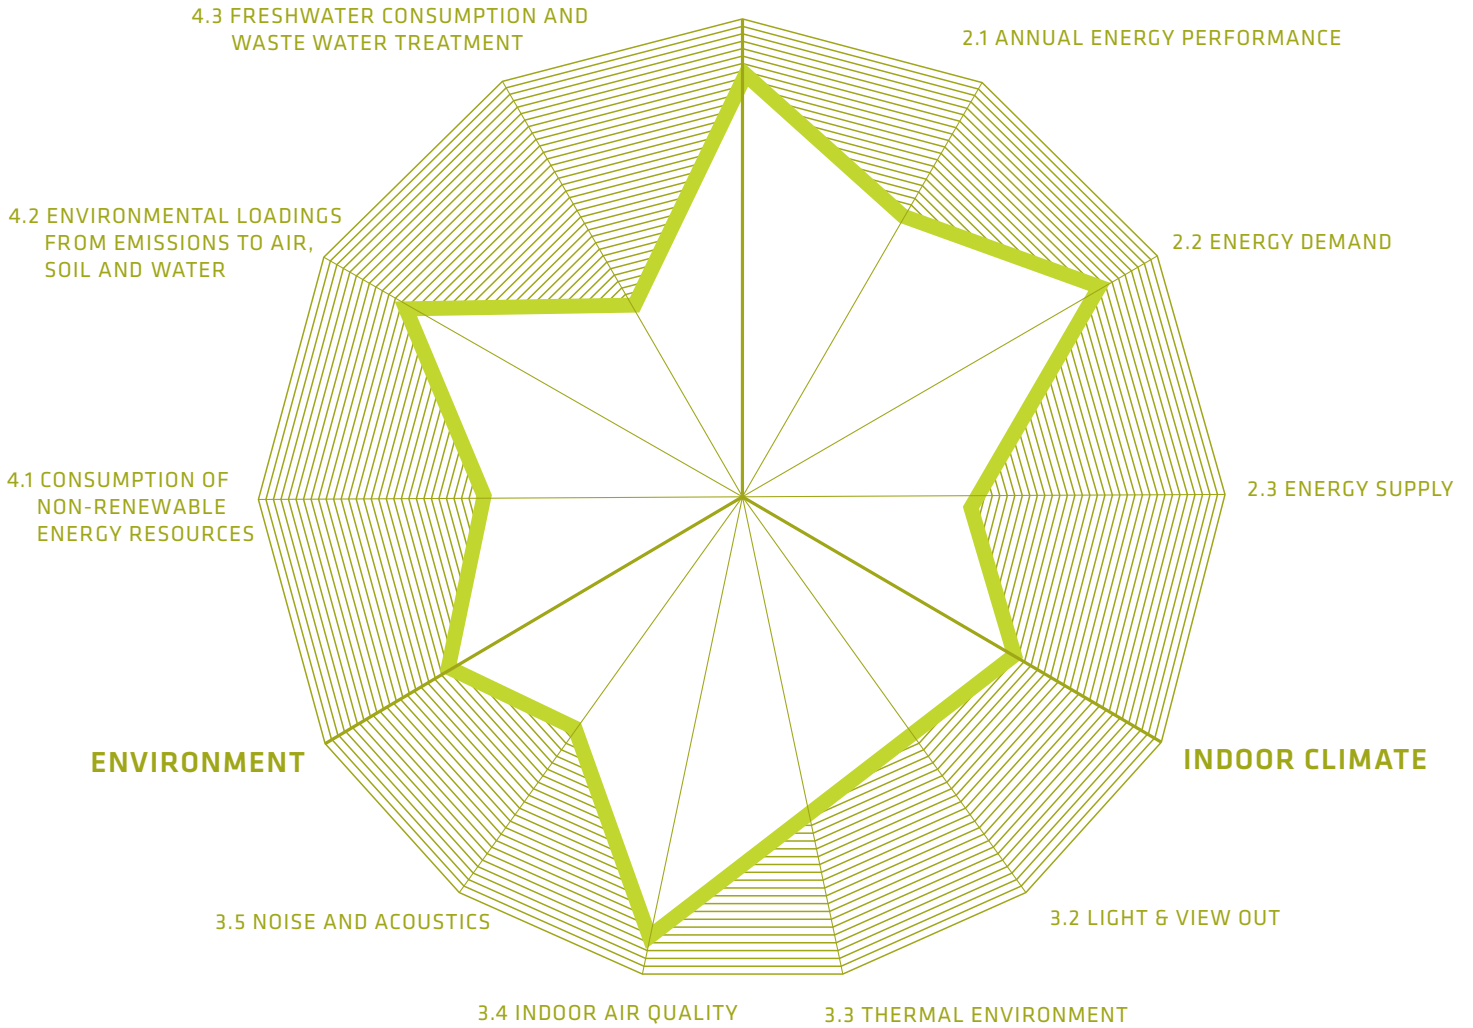 4.3 FRESHWATER CONSUMPTION AND
WASTE WATER TREATMENT
2.1 ANNUAL ENERGY PERFORMANCE
4.2 ENVIRONMENTAL LOADINGS
FROM EMISSIONS TO AIR,
SOIL AND WATER
2.2 ENERGY DEMAND
4.1 CONSUMPTION OF
NON-RENEWABLE
ENERGY RESOURCES
2.3 ENERGY SUPPLY
ENVIRONMENT
INDOOR CLIMATE
3.5 NOISE AND ACOUSTICS
3.2 LIGHT & VIEW OUT
3.4 INDOOR AIR QUALITY
3.3 THERMAL ENVIRONMENT